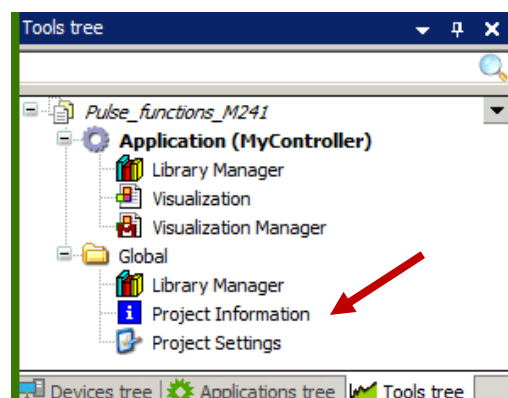 Tools tree
Pulse_functions_M241
Application (MyController)
Library Manager
Visualization
Visualization Manager
Global
Library Manager
Project Information
Project Settings
Devices tree Applications tree Tools tree